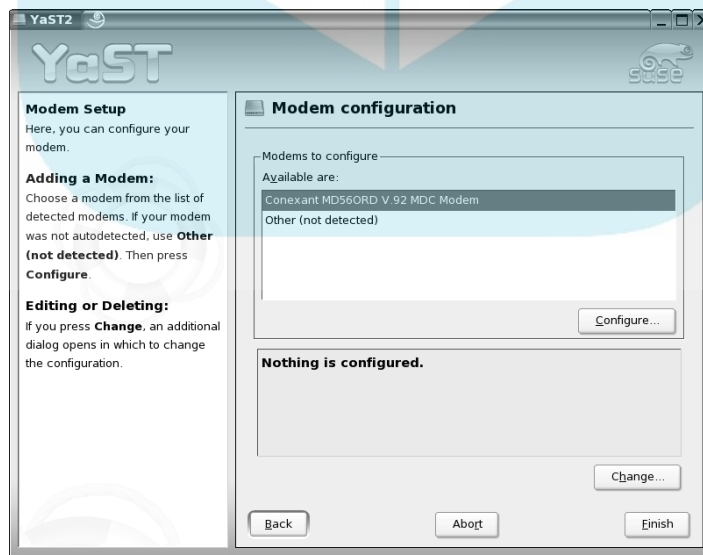 YaST2
YaST
SUSE
Modem Setup
Here, you can configure your
modem.
Adding a Modem:
Choose a modem from the list of
detected modems. If your modem
was not autodetected, use Other
(not detected). Then press
Configure.
Editing or Deleting:
If you press Change, an additional
dialog opens in which to change
the configuration.
Modem configuration
Modems to configure
Available are:
Conexant MD56ORD V.92 MDC Modem
Other (not detected)
Configure...
Nothing is configured.
Change...
Back
Abort
Finish